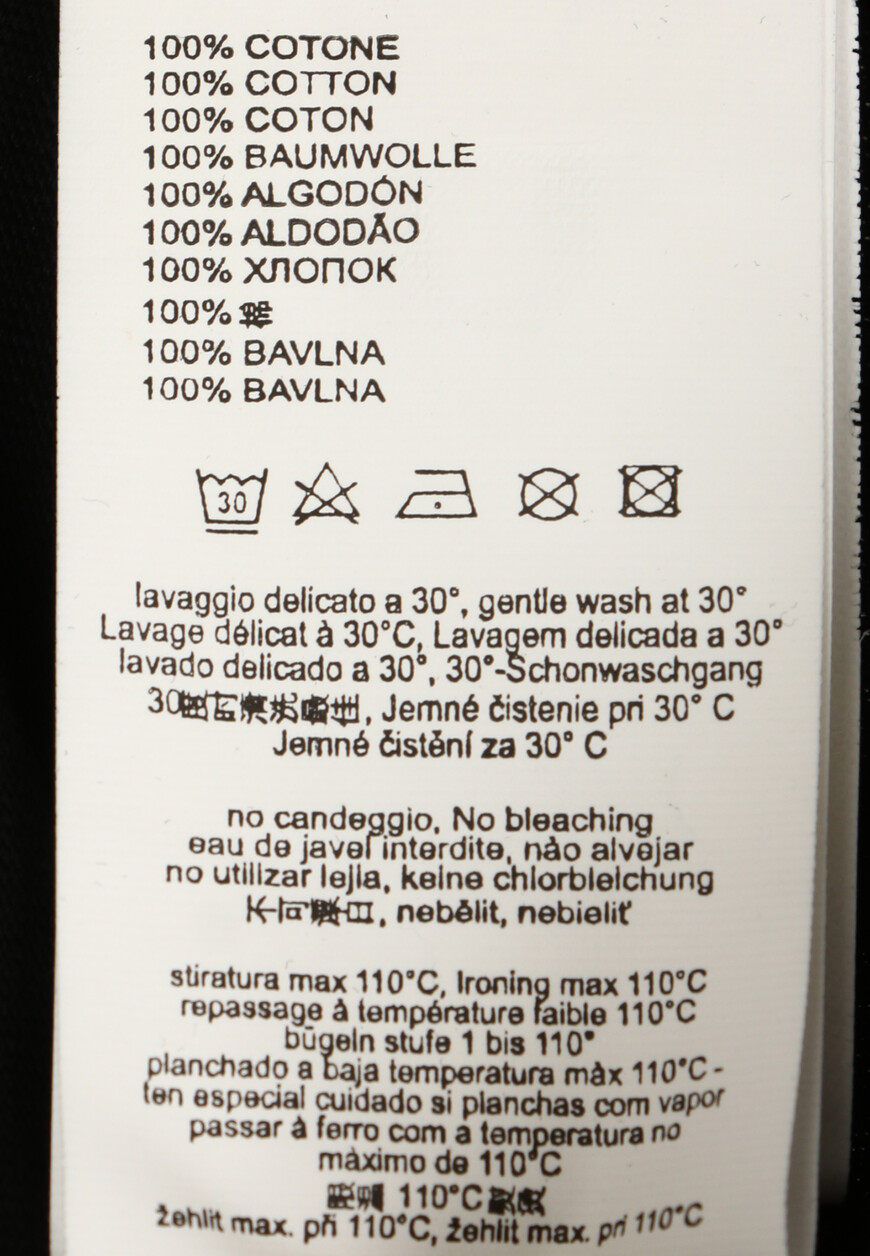 100% COTONE
100% COTTON
100% COTON
100% BAUMWOLLE
100% ALGODÓN
100% ALDODÃO
100% ХЛОПОК
100%
100% BAVLNA
100% BAVLNA
30
lavaggio delicato a 30°, gentle wash at 30°
Lavage délicat à 30°C, Lavagem delicada a 30°
lavado delicado a 30°, 30°-Schonwaschgang
30, Jemné čistenie pri 30° C
Jemné čistění za 30° C
no candeggio, No bleaching
eau de javel interdite, não alvejar
no utilizar lejía, keine chlorbleichung
, nebělit, nebieliť
stiratura max 110°C, Ironing max 110°C
repassage à température faible 110°C
bügeln stufe 1 bis 110°
planchado a baja temperatura màx 110°C -
ten especial cuidado si planchas com vapor
passar à ferro com a temperatura no
màximo de 110°C
110°C
žehlit max. při 110°C, žehlit max. pri 110°C